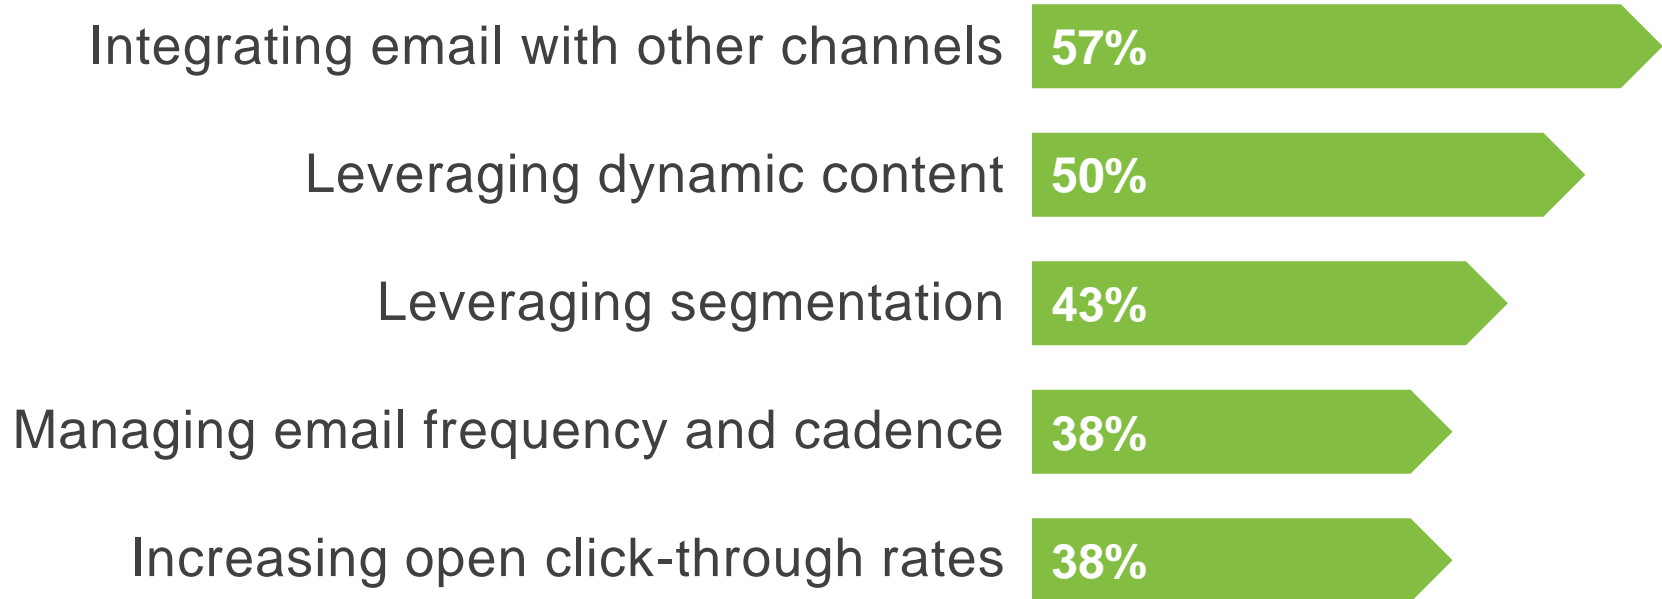 Integrating email with other channels 57%
Leveraging dynamic content 50%
Leveraging segmentation 43%
Managing email frequency and cadence 38%
Increasing open click-through rates 38%